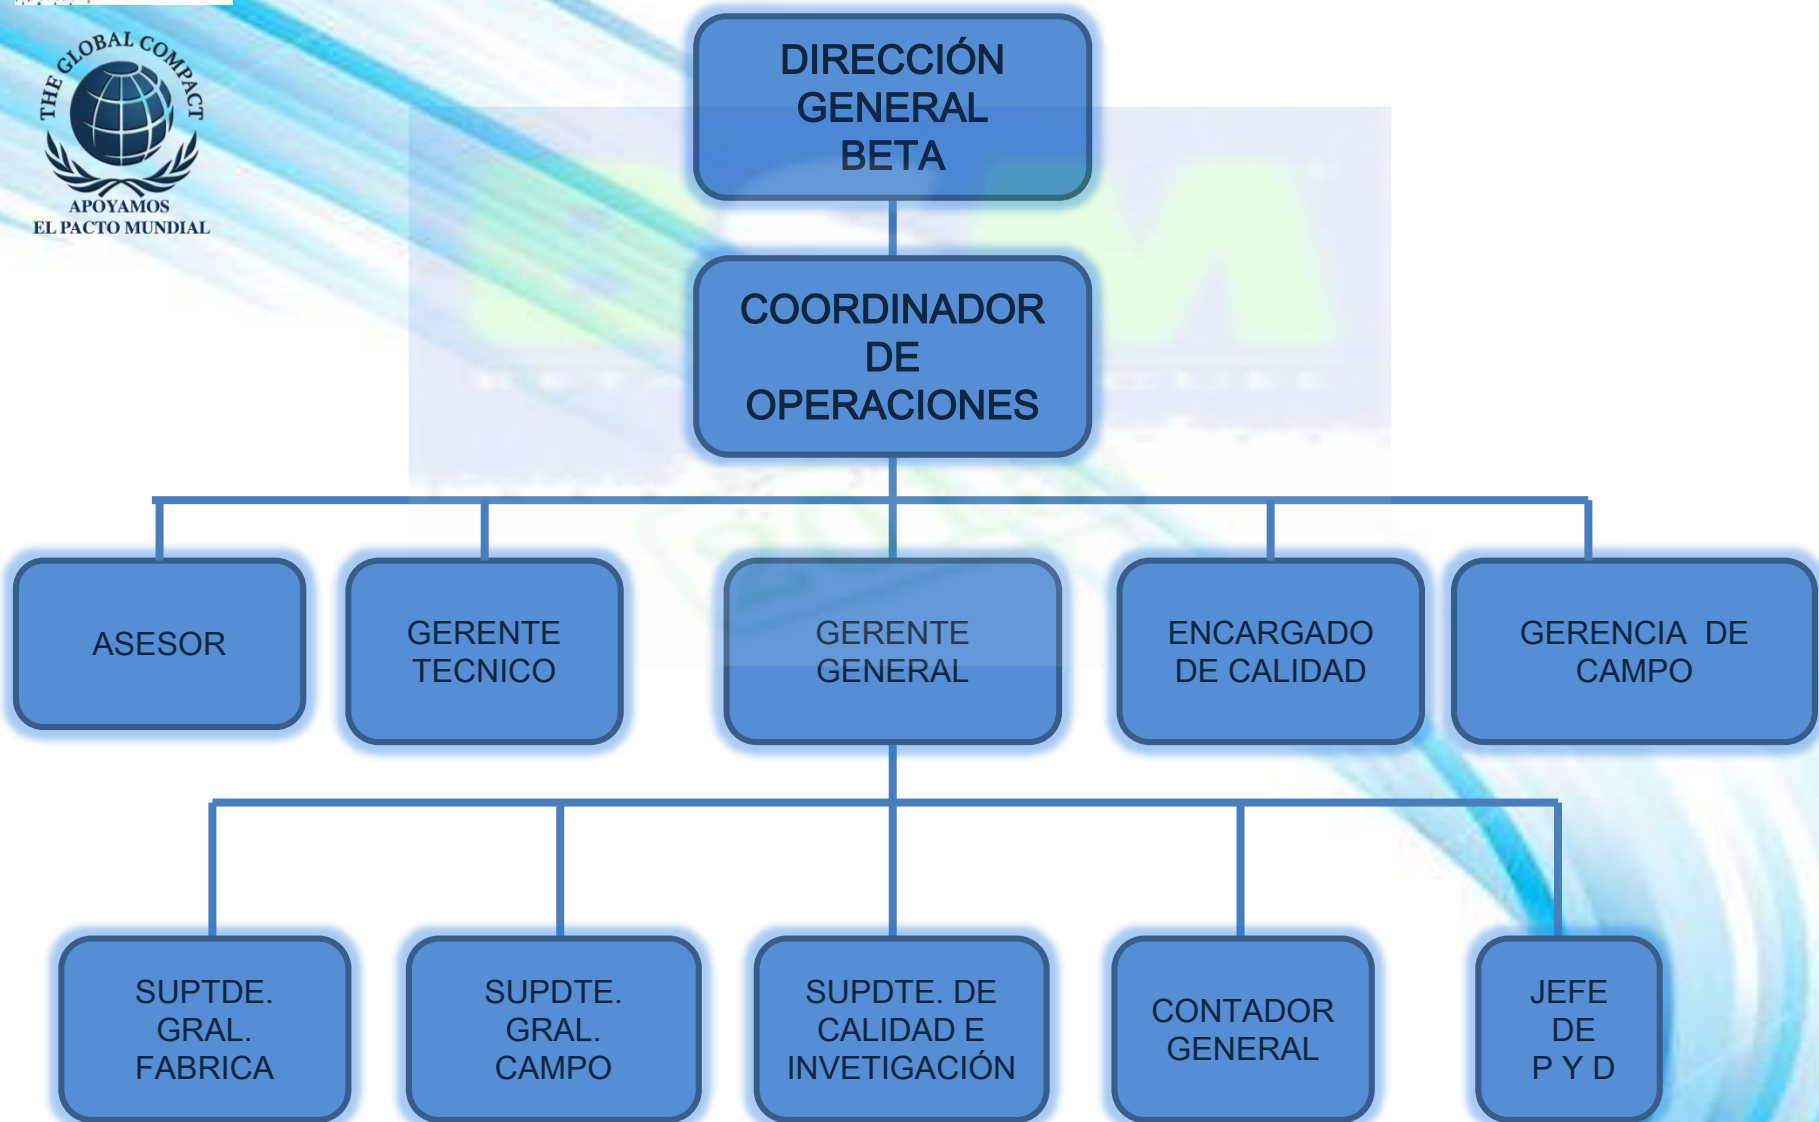 THE GLOBAL COMPACT
APOYAMOS
EL PACTO MUNDIAL
DIRECCIÓN
GENERAL
BETA
COORDINADOR
DE
OPERACIONES
ASESOR
GERENTE
TECNICO
GERENTE
GENERAL
ENCARGADO
DE CALIDAD
GERENCIA DE
CAMPO
SUPTDE.
GRAL.
FABRICA
SUPDTE.
GRAL.
CAMPO
SUPDTE. DE
CALIDAD E
INVETIGACIÓN
CONTADOR
GENERAL
JEFE
DE
P Y D